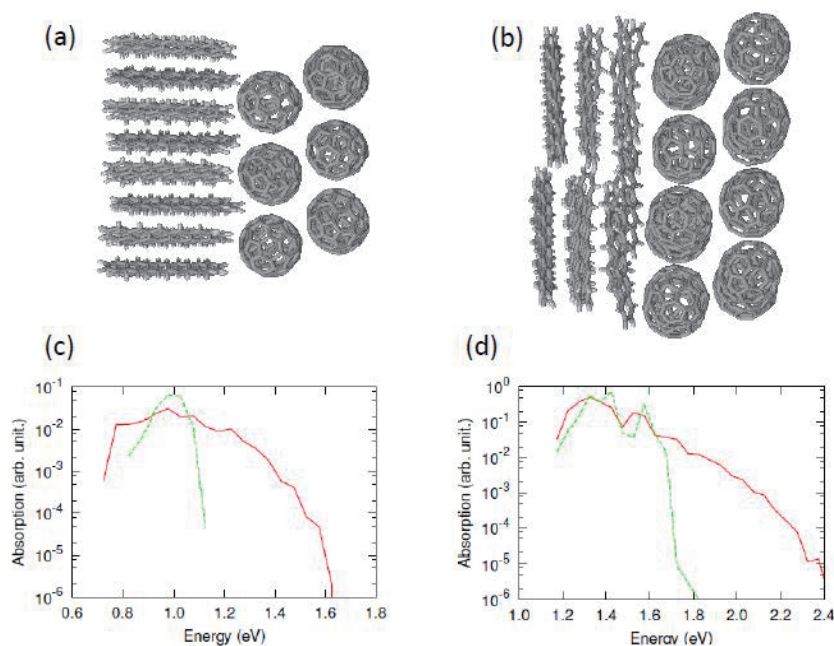 (a)
(b)
(c)
(d)
Absorption (arb. unit.)
10⁻¹
10⁻²
10⁻³
10⁻⁴
10⁻⁵
10⁻⁶
0.6 0.8 1.0 1.2 1.4 1.6 1.8
Energy (eV)
Absorption (arb. unit.)
10⁰
10⁻¹
10⁻²
10⁻³
10⁻⁴
10⁻⁵
10⁻⁶
1.0 1.2 1.4 1.6 1.8 2.0 2.2 2.4
Energy (eV)